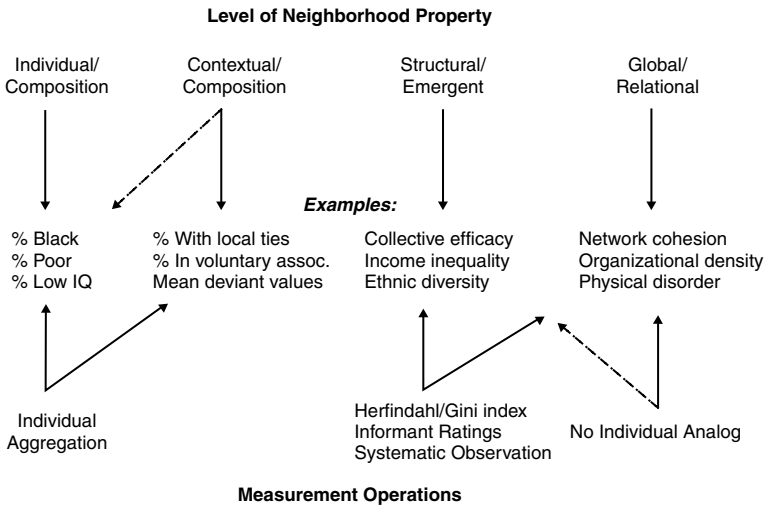 Level of Neighborhood Property
Individual/
Composition
Contextual/
Composition
Structural/
Emergent
Global/
Relational
Examples:
% Black
% Poor
% Low IQ
% With local ties
% In voluntary assoc.
Mean deviant values
Collective efficacy
Income inequality
Ethnic diversity
Network cohesion
Organizational density
Physical disorder
Individual
Aggregation
Herfindahl/Gini index
Informant Ratings
Systematic Observation
No Individual Analog
Measurement Operations